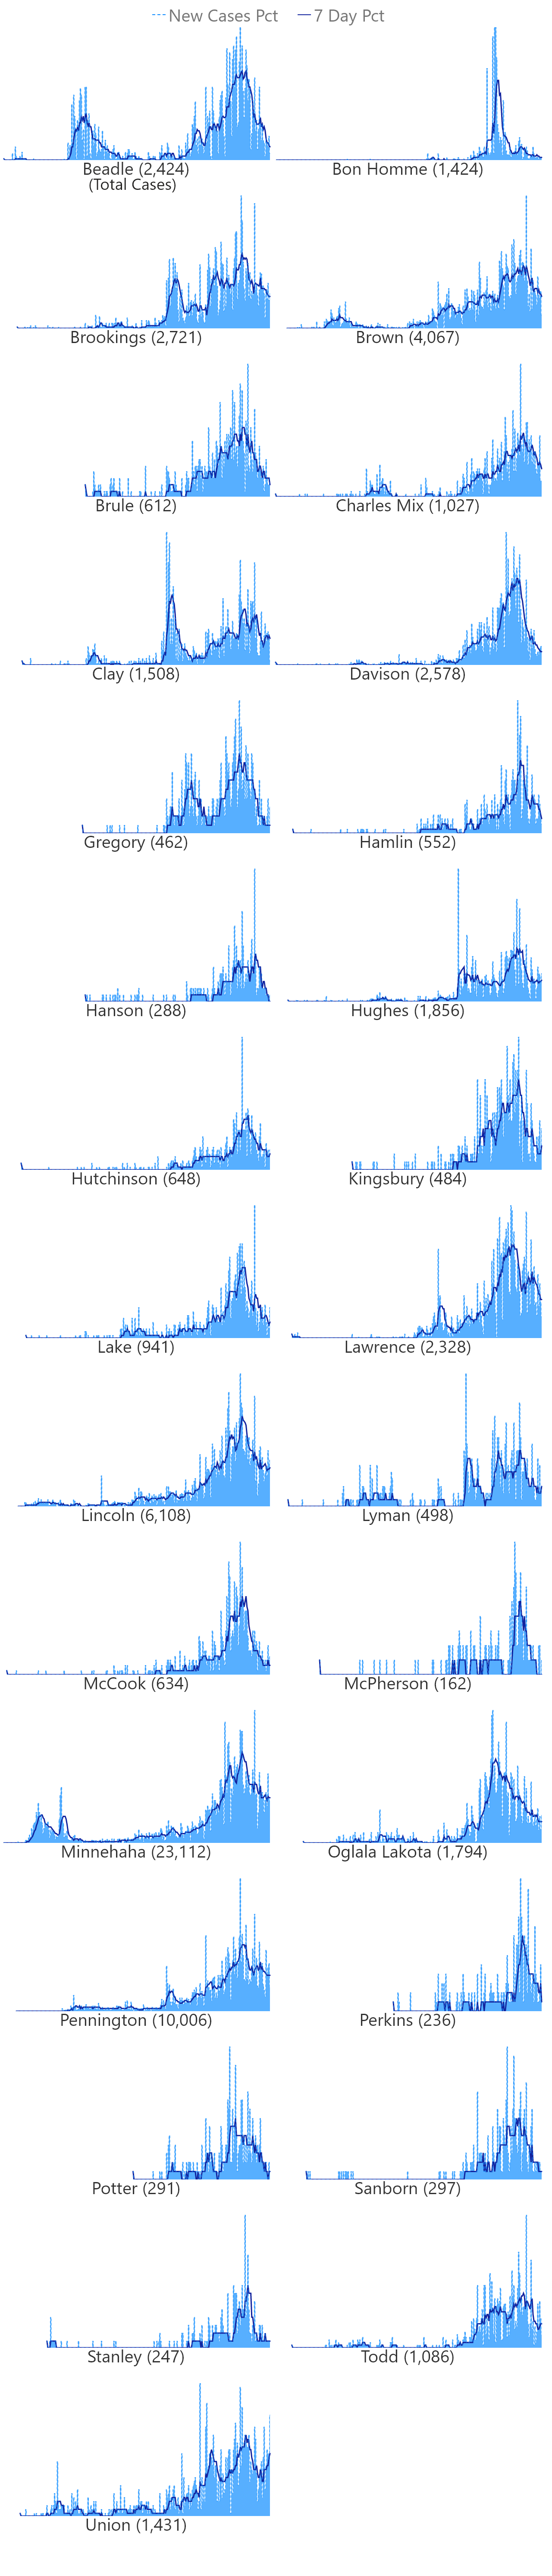 New Cases Pct 7 Day Pct
Beadle (2,424) Bon Homme (1,424)
(Total Cases)
Brookings (2,721) Brown (4,067)
Brule (612) Charles Mix (1,027)
Clay (1,508) Davison (2,578)
Gregory (462) Hamlin (552)
Hanson (288) Hughes (1,856)
Hutchinson (648) Kingsbury (484)
Lake (941) Lawrence (2,328)
Lincoln (6,108) Lyman (498)
McCook (634) McPherson (162)
Minnehaha (23,112) Oglala Lakota (1,794)
Pennington (10,006) Perkins (236)
Potter (291) Sanborn (297)
Stanley (247) Todd (1,086)
Union (1,431)